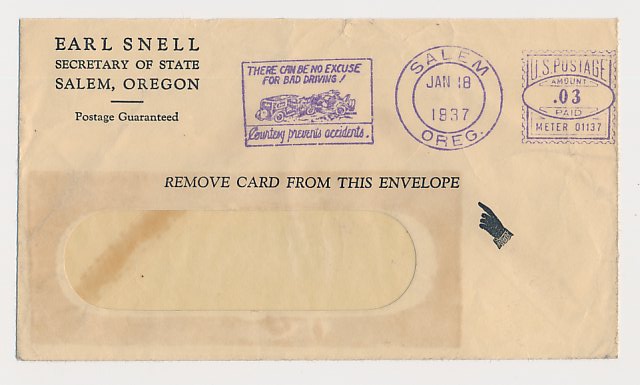 EARL SNELL
SECRETARY OF STATE
SALEM, OREGON
Postage Guaranteed
THERE CAN BE NO EXCUSE
FOR BAD DRIVING!
Courtesy prevents accidents.
SALEM
JAN 18
1937
OREG.
U.S. POSTAGE
AMOUNT
.03
PAID
METER 01137
REMOVE CARD FROM THIS ENVELOPE